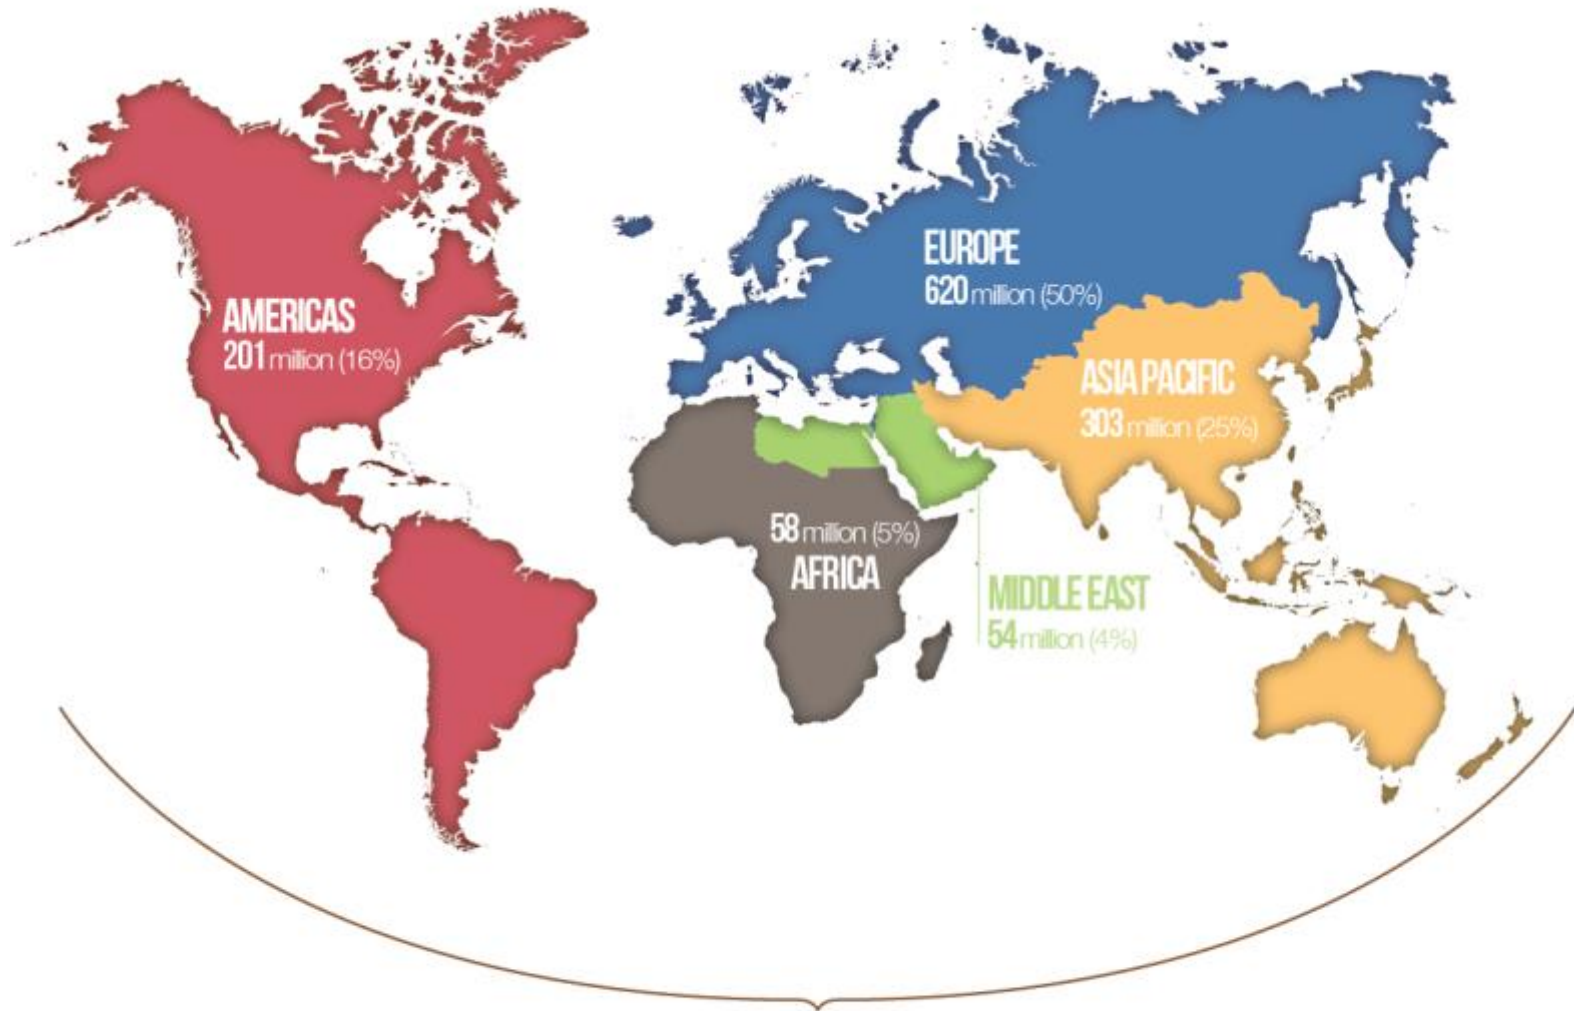 AMERICAS
201 million (16%)
EUROPE
620 million (50%)
ASIA PACIFIC
303 million (25%)
58 million (5%)
AFRICA
MIDDLE EAST
54 million (4%)